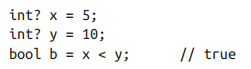 int? x = 5;
int? y = 10;
bool b = x < y;      // true